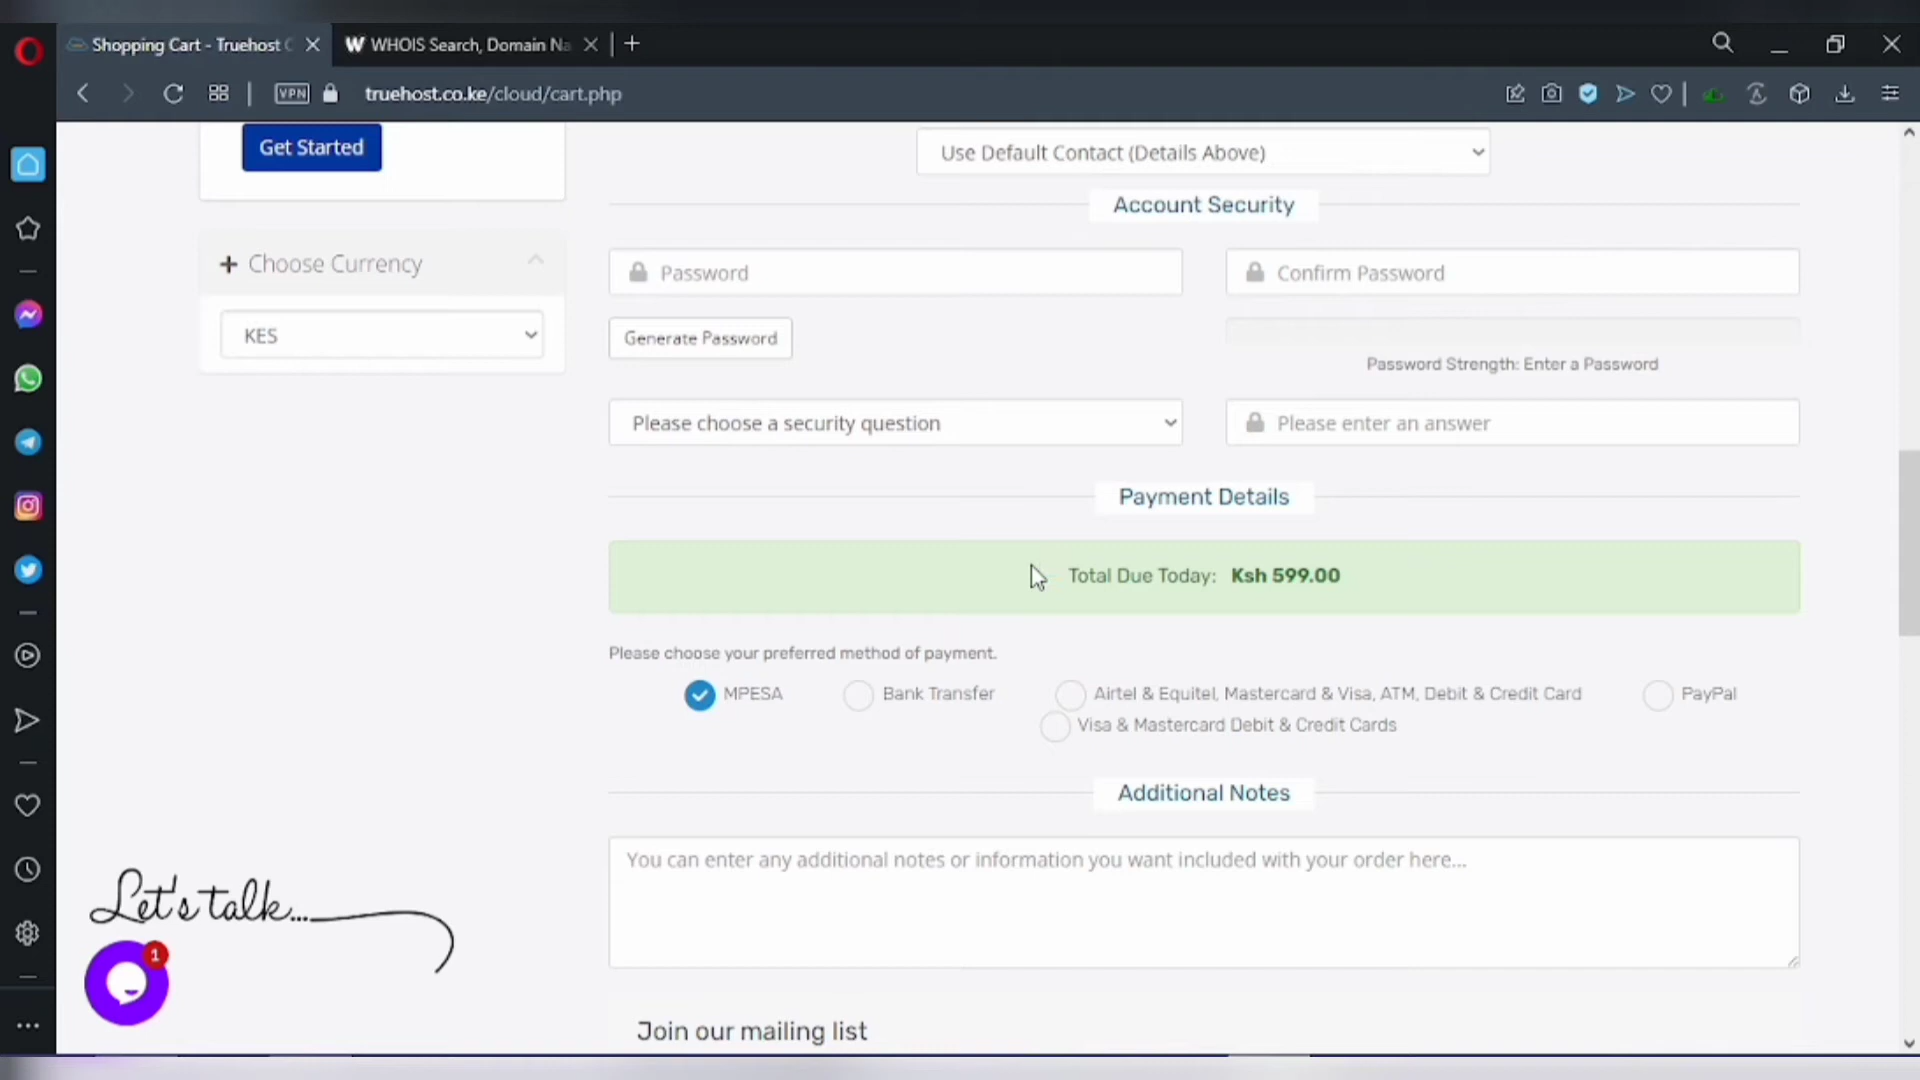 Shopping Cart - Truehost C
WHOIS Search, Domain Na
VPN
truehost.co.ke/cloud/cart.php
Get Started
Use Default Contact (Details Above)
Account Security
Choose Currency
Password
Confirm Password
KES
Generate Password
Password Strength: Enter a Password
Please choose a security question
Please enter an answer
Payment Details
Total Due Today: Ksh 599.00
Please choose your preferred method of payment.
MPESA
Bank Transfer
Airtel & Equitel, Mastercard & Visa, ATM, Debit & Credit Card
PayPal
Visa & Mastercard Debit & Credit Cards
Additional Notes
You can enter any additional notes or information you want included with your order here...
Let's talk...
1
Join our mailing list